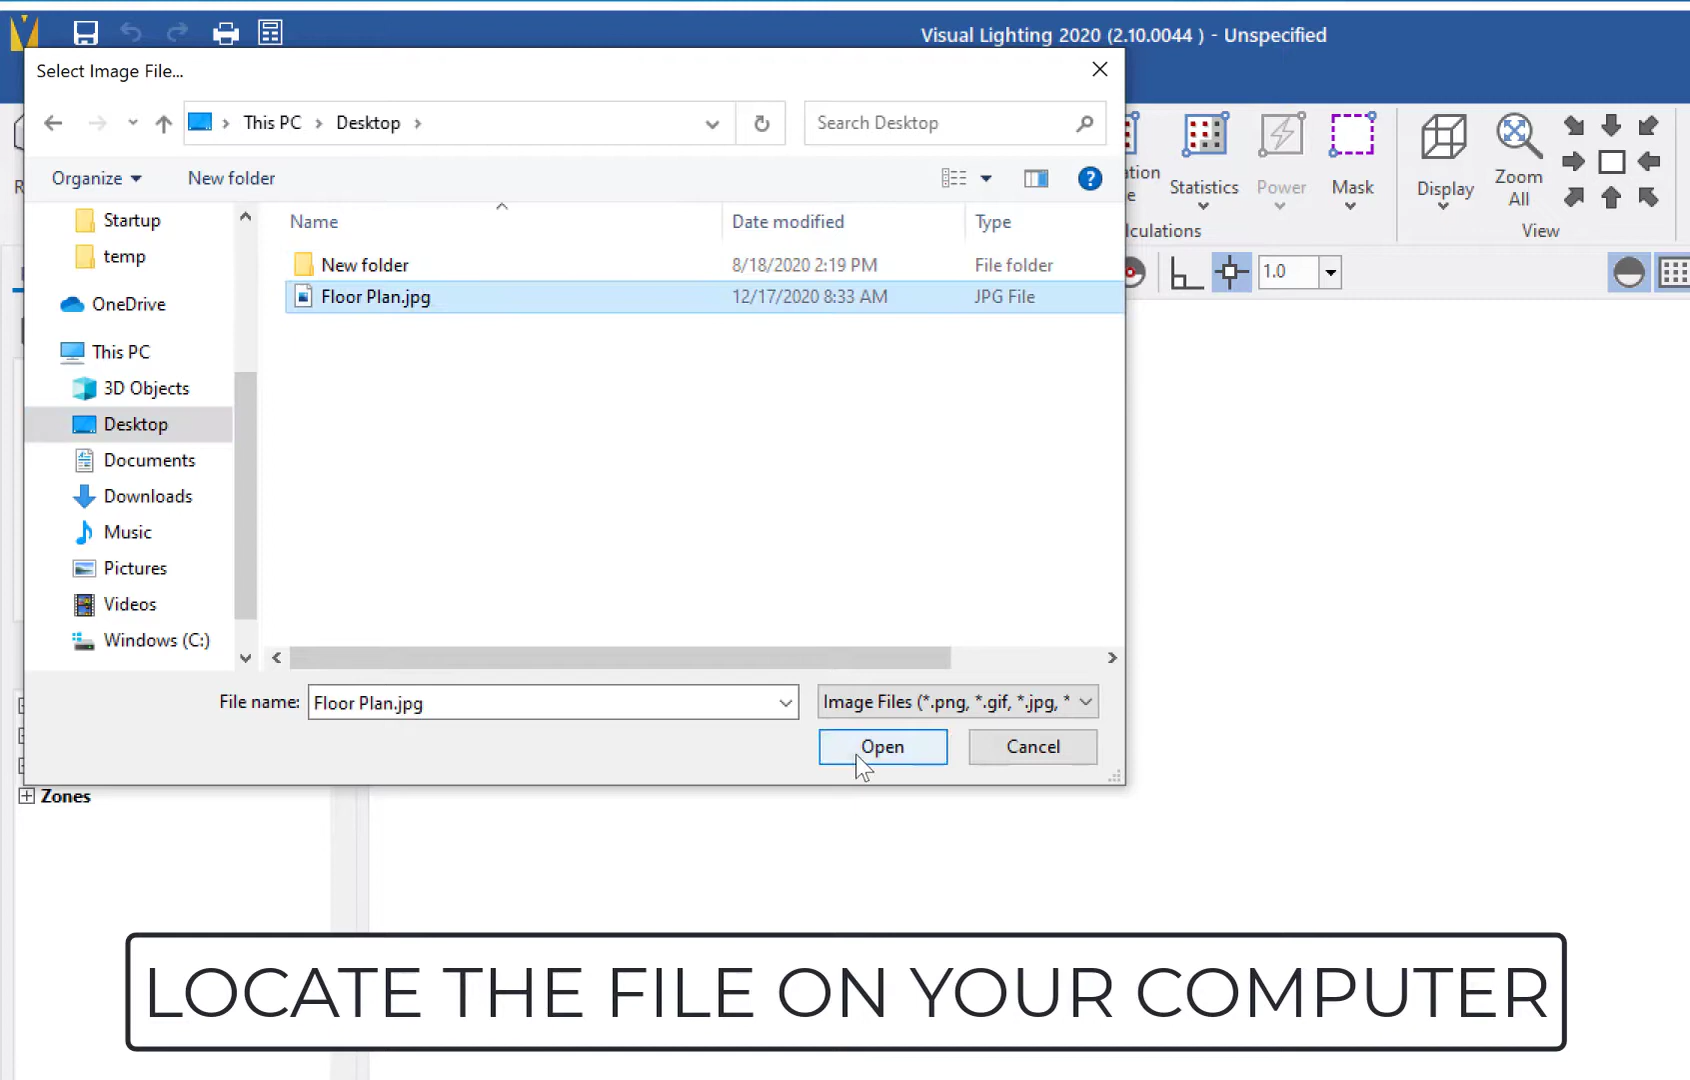 Visual Lighting 2020 (2.10.0044 ) - Unspecified
Select Image File...
This PC
Desktop
Search Desktop
Organize
New folder
Statistics
Power
Mask
Display
Zoom
All
View
1.0
Name
Date modified
Type
New folder
8/18/2020 2:19 PM
File folder
Floor Plan.jpg
12/17/2020 8:33 AM
JPG File
Startup
temp
OneDrive
This PC
3D Objects
Desktop
Documents
Downloads
Music
Pictures
Videos
Windows (C:)
File name:
Floor Plan.jpg
Image Files (*.png, *.gif, *.jpg, *
Open
Cancel
Zones
LOCATE THE FILE ON YOUR COMPUTER